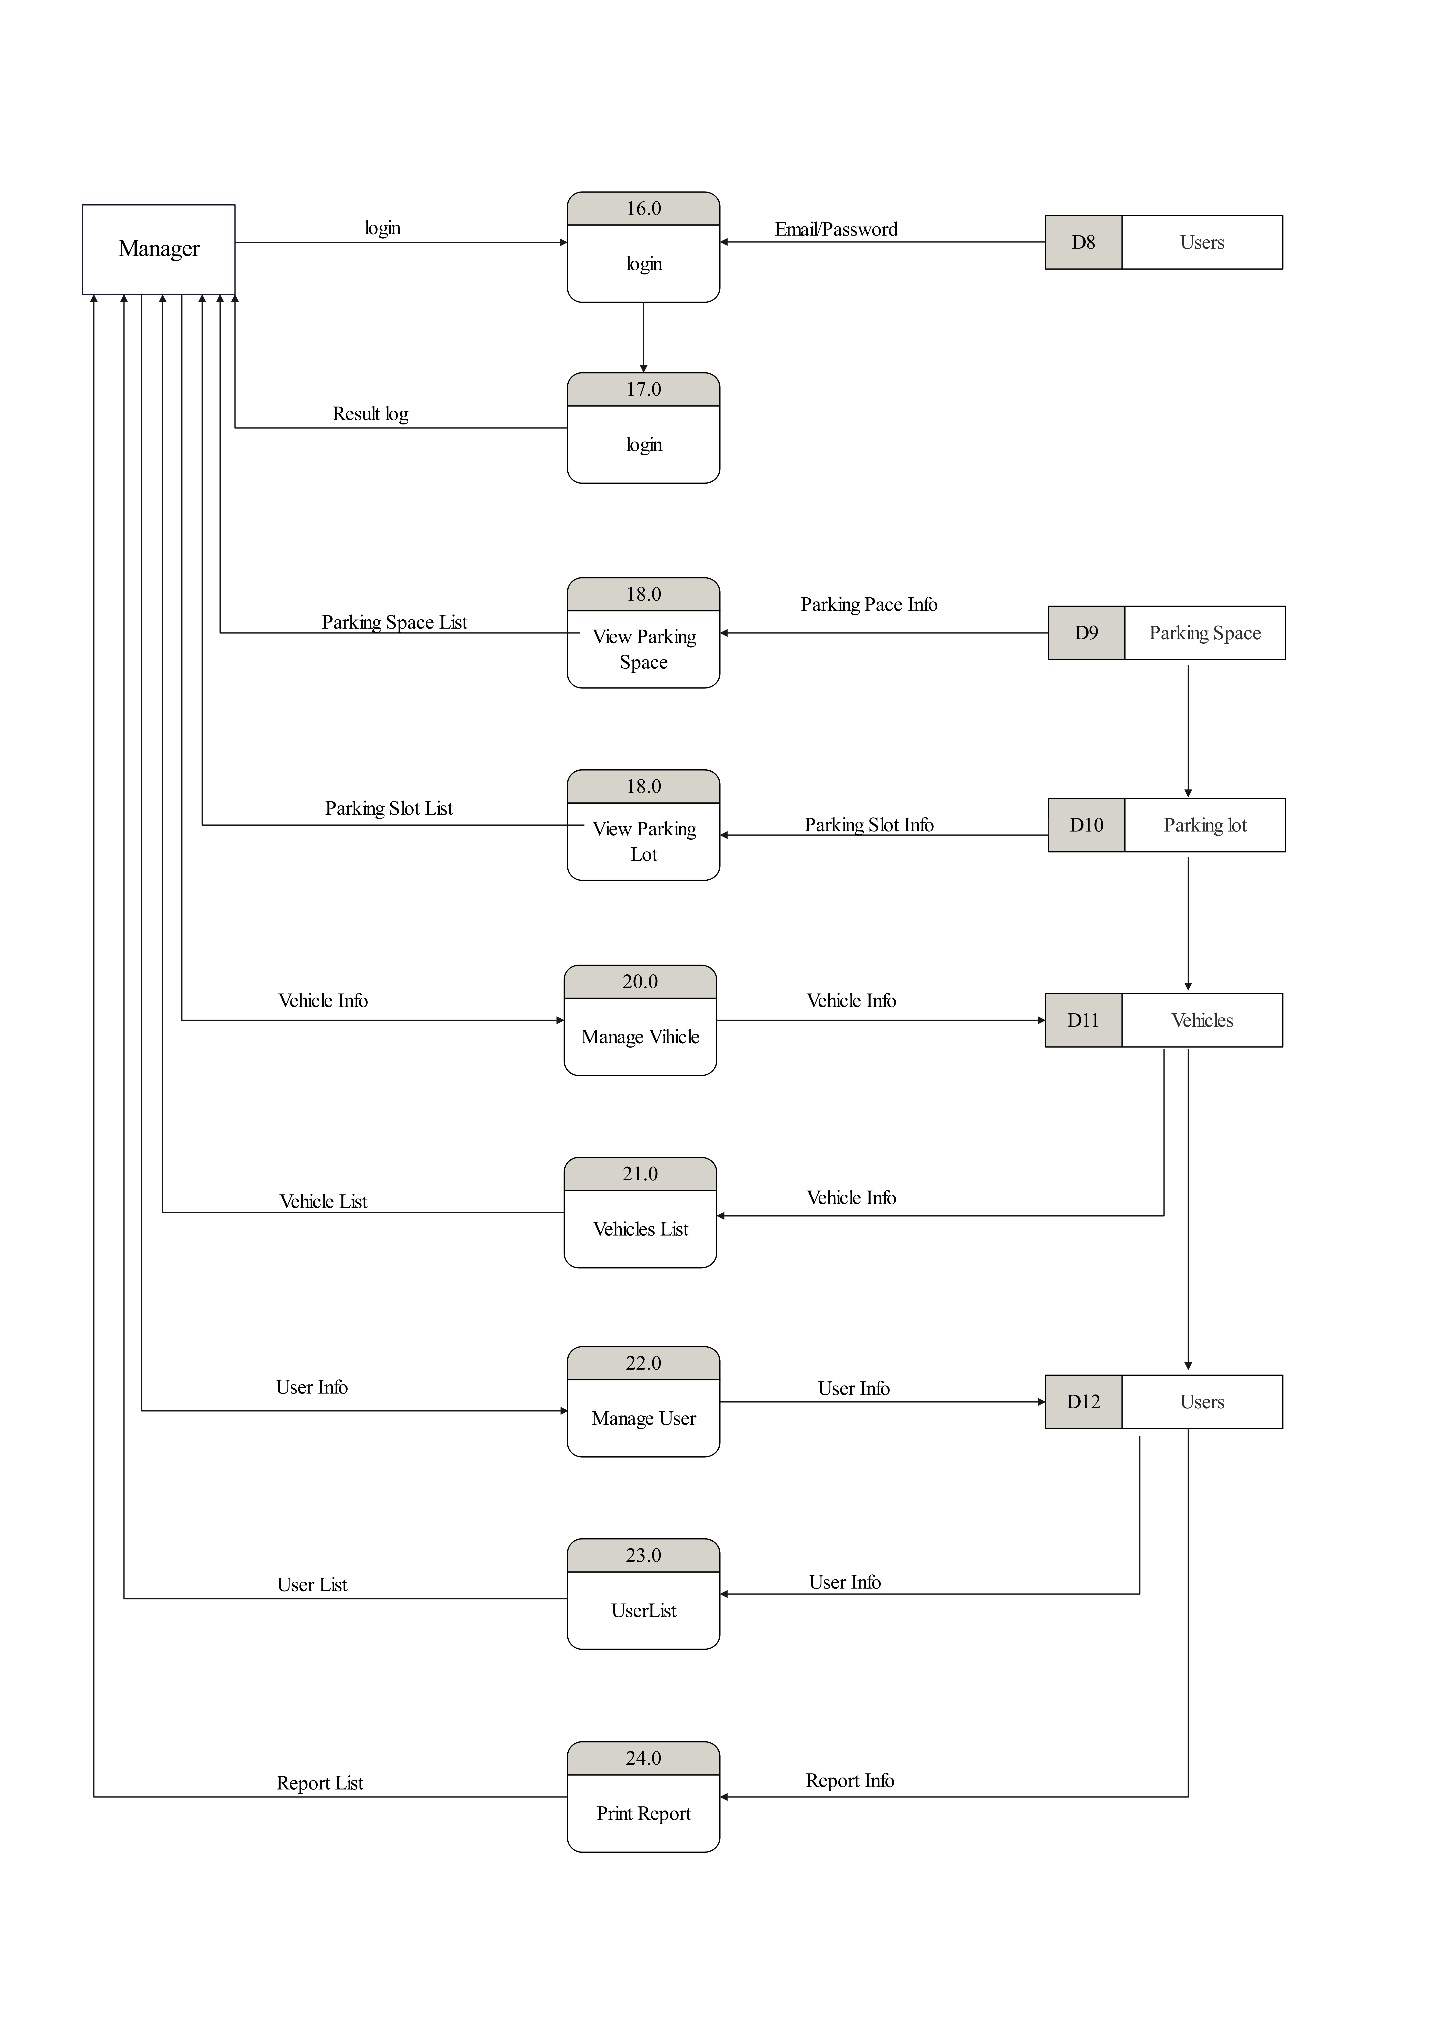 16.0
Manager
login
login
Email/Password
D8
Users
17.0
Result log
login
18.0
Parking Space List
View Parking
Space
Parking Pace Info
D9
Parking Space
18.0
Parking Slot List
View Parking
Lot
Parking Slot Info
D10
Parking lot
20.0
Vehicle Info
Manage Vihicle
Vehicle Info
D11
Vehicles
21.0
Vehicle List
Vehicles List
Vehicle Info
22.0
User Info
Manage User
User Info
D12
Users
23.0
User List
UserList
User Info
24.0
Report List
Print Report
Report Info